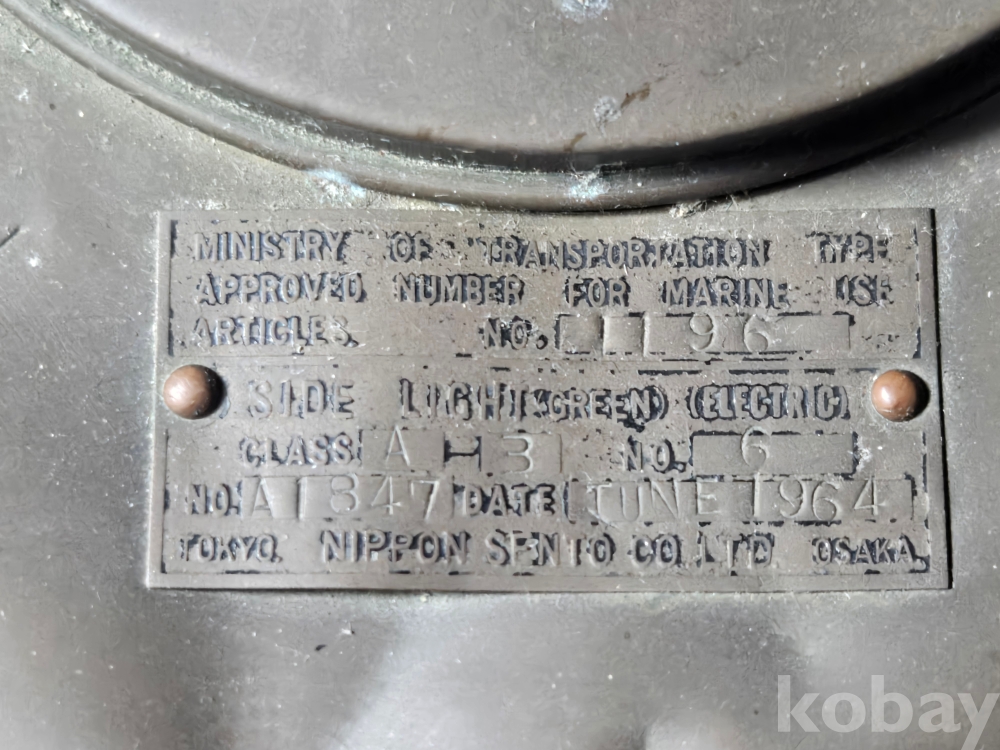 MINISTRY OF TRANSPORTATION TYPE
APPROVED NUMBER FOR MARINE USE
ARTICLES. NO. 196
SIDE LIGHT (GREEN) (ELECTRIC)
CLASS A-3 NO. 6
NO. A1847 DATE JUNE 1964
TOKYO. NIPPON SENTO CO. LTD. OSAKA.
kobay